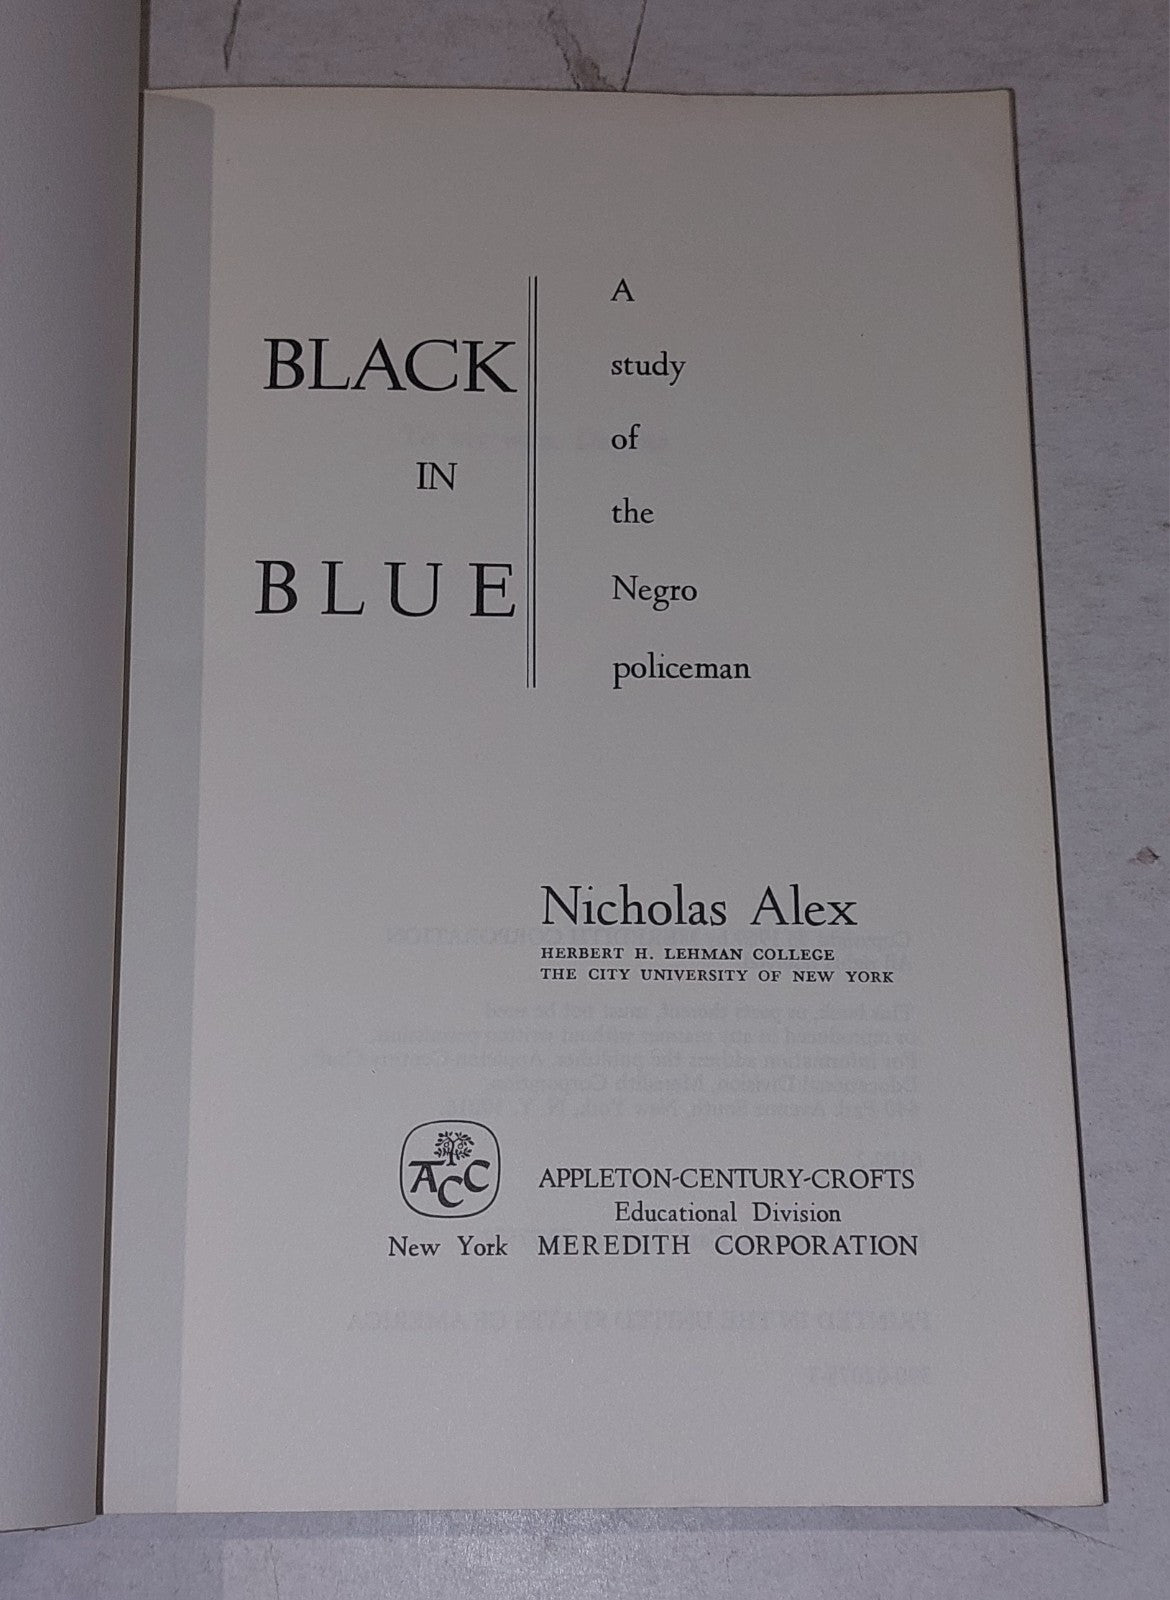 BLACK
IN
BLUE
A
study
of
the
Negro
policeman
Nicholas Alex
HERBERT H. LEHMAN COLLEGE
THE CITY UNIVERSITY OF NEW YORK
ACC
APPLETON-CENTURY-CROFTS
Educational Division
New York MEREDITH CORPORATION